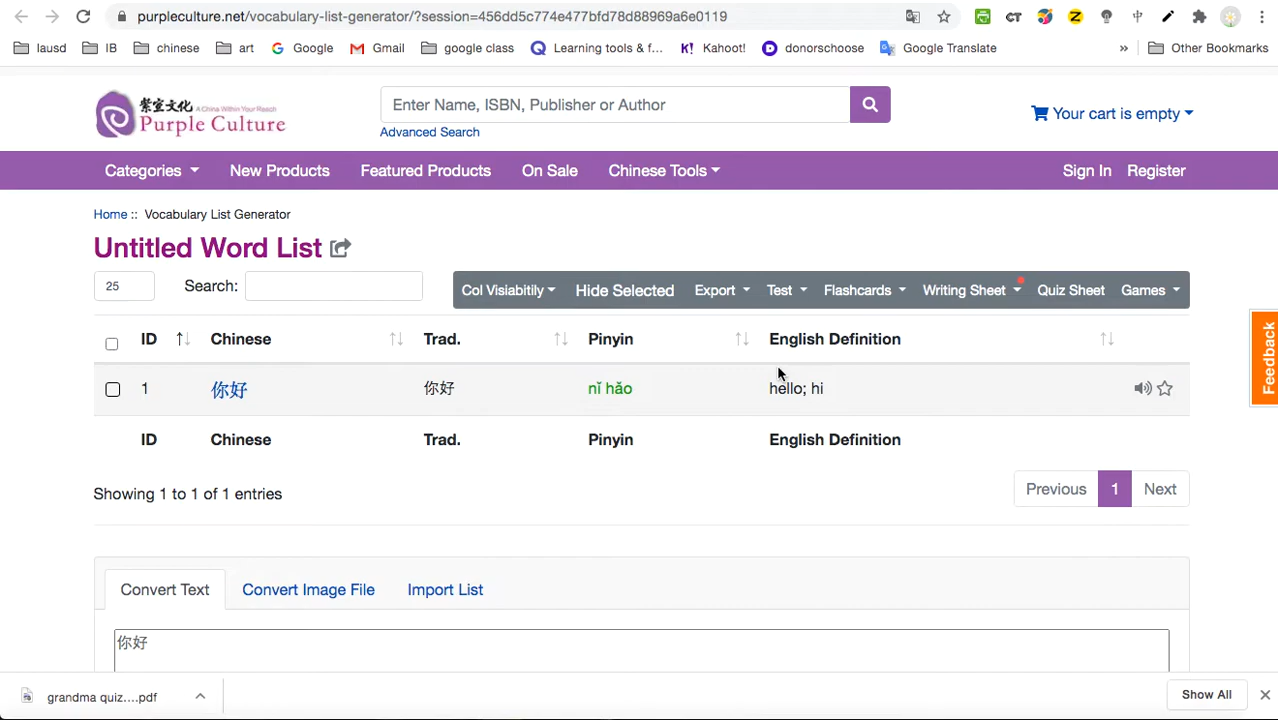 purpleculture.net/vocabulary-list-generator/?session=456dd5c774e477bfd78d88969a6e0119
lausd IB chinese art Google Gmail google class Learning tools & f... Kahoot! donorschoose Google Translate » Other Bookmarks
紫室文化 A China Within Your Reach
Purple Culture
Enter Name, ISBN, Publisher or Author
Advanced Search
Your cart is empty
Categories New Products Featured Products On Sale Chinese Tools Sign In Register
Home :: Vocabulary List Generator
Untitled Word List
25 Search: Col Visiabitily Hide Selected Export Test Flashcards Writing Sheet Quiz Sheet Games
ID Chinese Trad. Pinyin English Definition
1 你好 你好 nǐ hǎo hello; hi
ID Chinese Trad. Pinyin English Definition
Showing 1 to 1 of 1 entries
Previous 1 Next
Convert Text Convert Image File Import List
你好
Feedback
grandma quiz....pdf Show All